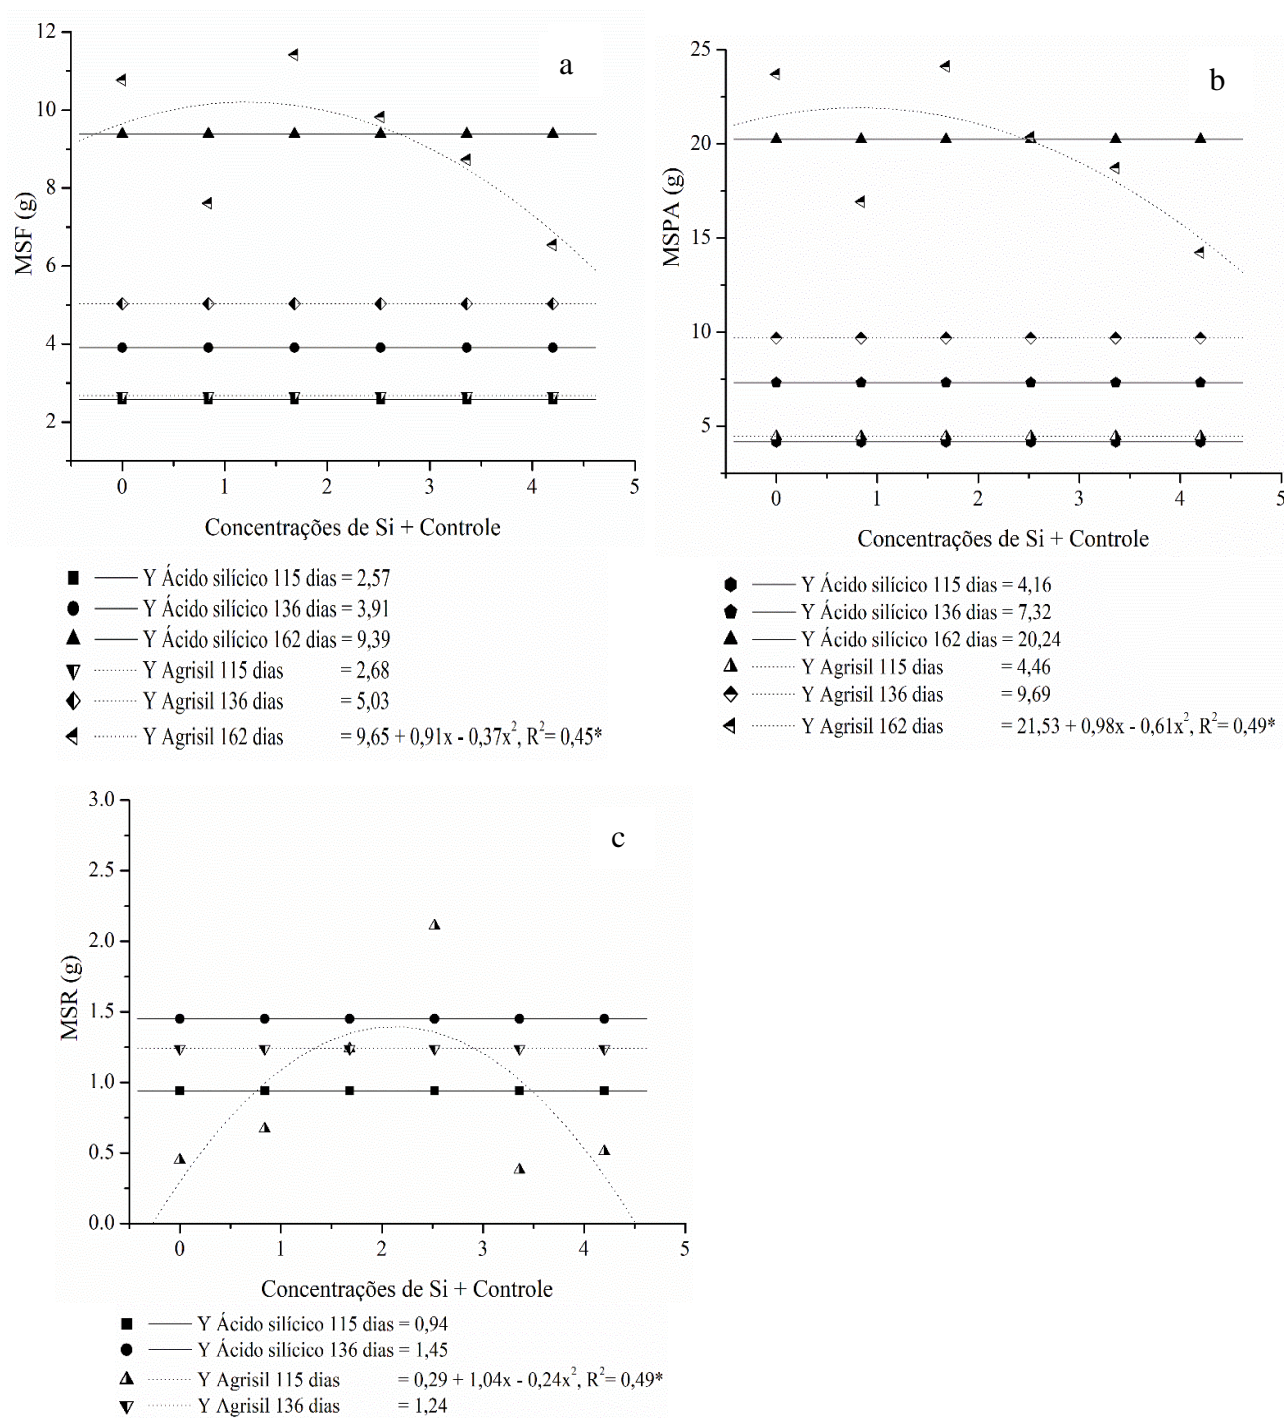 a
12
10
8
6
4
2
MSF (g)
0 1 2 3 4 5
Concentrações de Si + Controle
Y Ácido silícico 115 dias = 2,57
Y Ácido silícico 136 dias = 3,91
Y Ácido silícico 162 dias = 9,39
Y Agrisil 115 dias = 2,68
Y Agrisil 136 dias = 5,03
Y Agrisil 162 dias = 9,65 + 0,91x - 0,37x², R²= 0,45*
b
25
20
15
10
5
MSPA (g)
0 1 2 3 4 5
Concentrações de Si + Controle
Y Ácido silícico 115 dias = 4,16
Y Ácido silícico 136 dias = 7,32
Y Ácido silícico 162 dias = 20,24
Y Agrisil 115 dias = 4,46
Y Agrisil 136 dias = 9,69
Y Agrisil 162 dias = 21,53 + 0,98x - 0,61x², R²= 0,49*
c
3.0
2.5
2.0
1.5
1.0
0.5
0.0
MSR (g)
0 1 2 3 4 5
Concentrações de Si + Controle
Y Ácido silícico 115 dias = 0,94
Y Ácido silícico 136 dias = 1,45
Y Agrisil 115 dias = 0,29 + 1,04x - 0,24x², R²= 0,49*
Y Agrisil 136 dias = 1,24